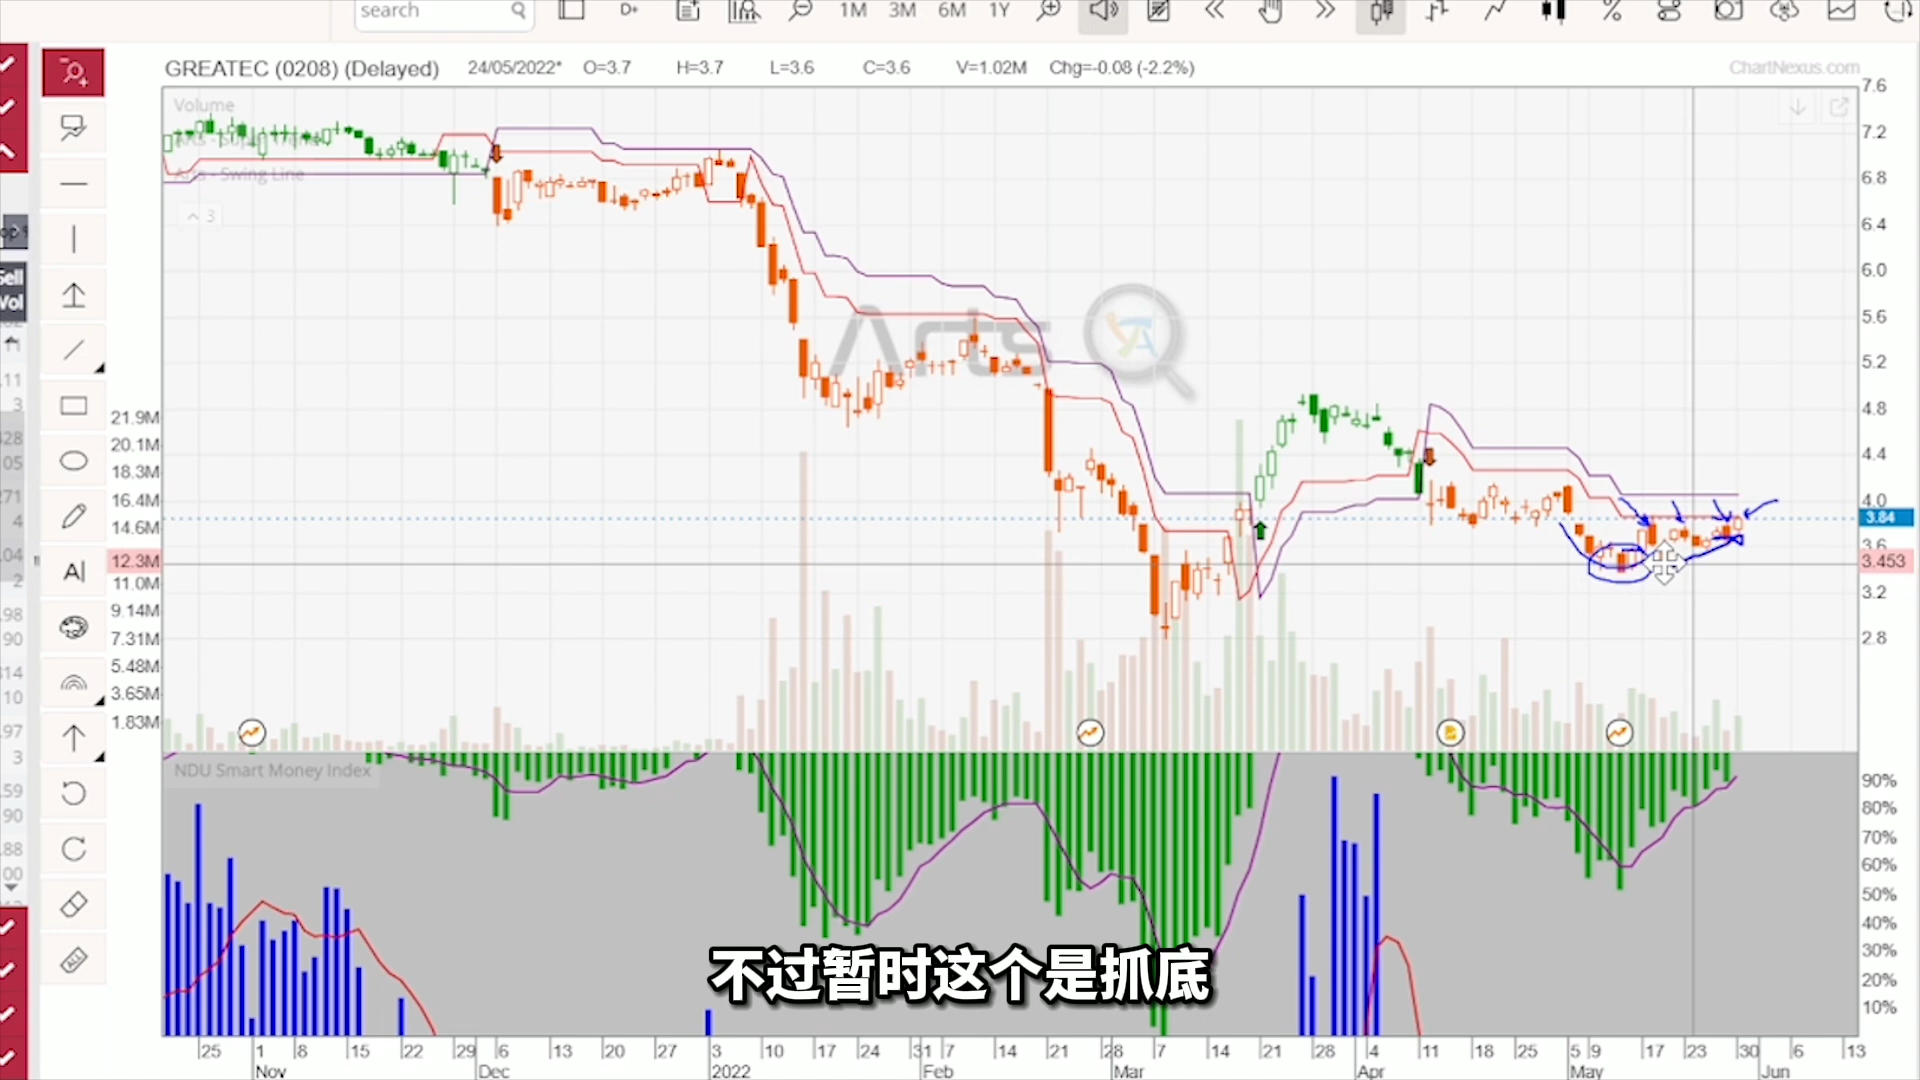 search
D+
1M 3M 6M 1Y
GREATEC (0208) (Delayed) 24/05/2022* O=3.7 H=3.7 L=3.6 C=3.6 V=1.02M Chg=-0.08 (-2.2%)
ChartNexus.com
Volume
Arts - Swing Line
3
Arts
7.6
7.2
6.8
6.4
6.0
5.6
5.2
4.8
4.4
4.0
3.84
3.6
3.453
3.2
2.8
Sell
Vol
A|
ALL
21.9M
20.1M
18.3M
16.4M
14.6M
12.3M
11.0M
9.14M
7.31M
5.48M
3.65M
1.83M
NDU Smart Money Index
90%
80%
70%
60%
50%
40%
30%
20%
10%
不过暂时这个是抓底
25 1 8 15 22 29 6 13 20 27 3 10 17 24 31 7 14 21 28 7 14 21 28 4 11 18 25 5 9 17 23 30 6 13
Nov Dec 2022 Feb Mar Apr May Jun